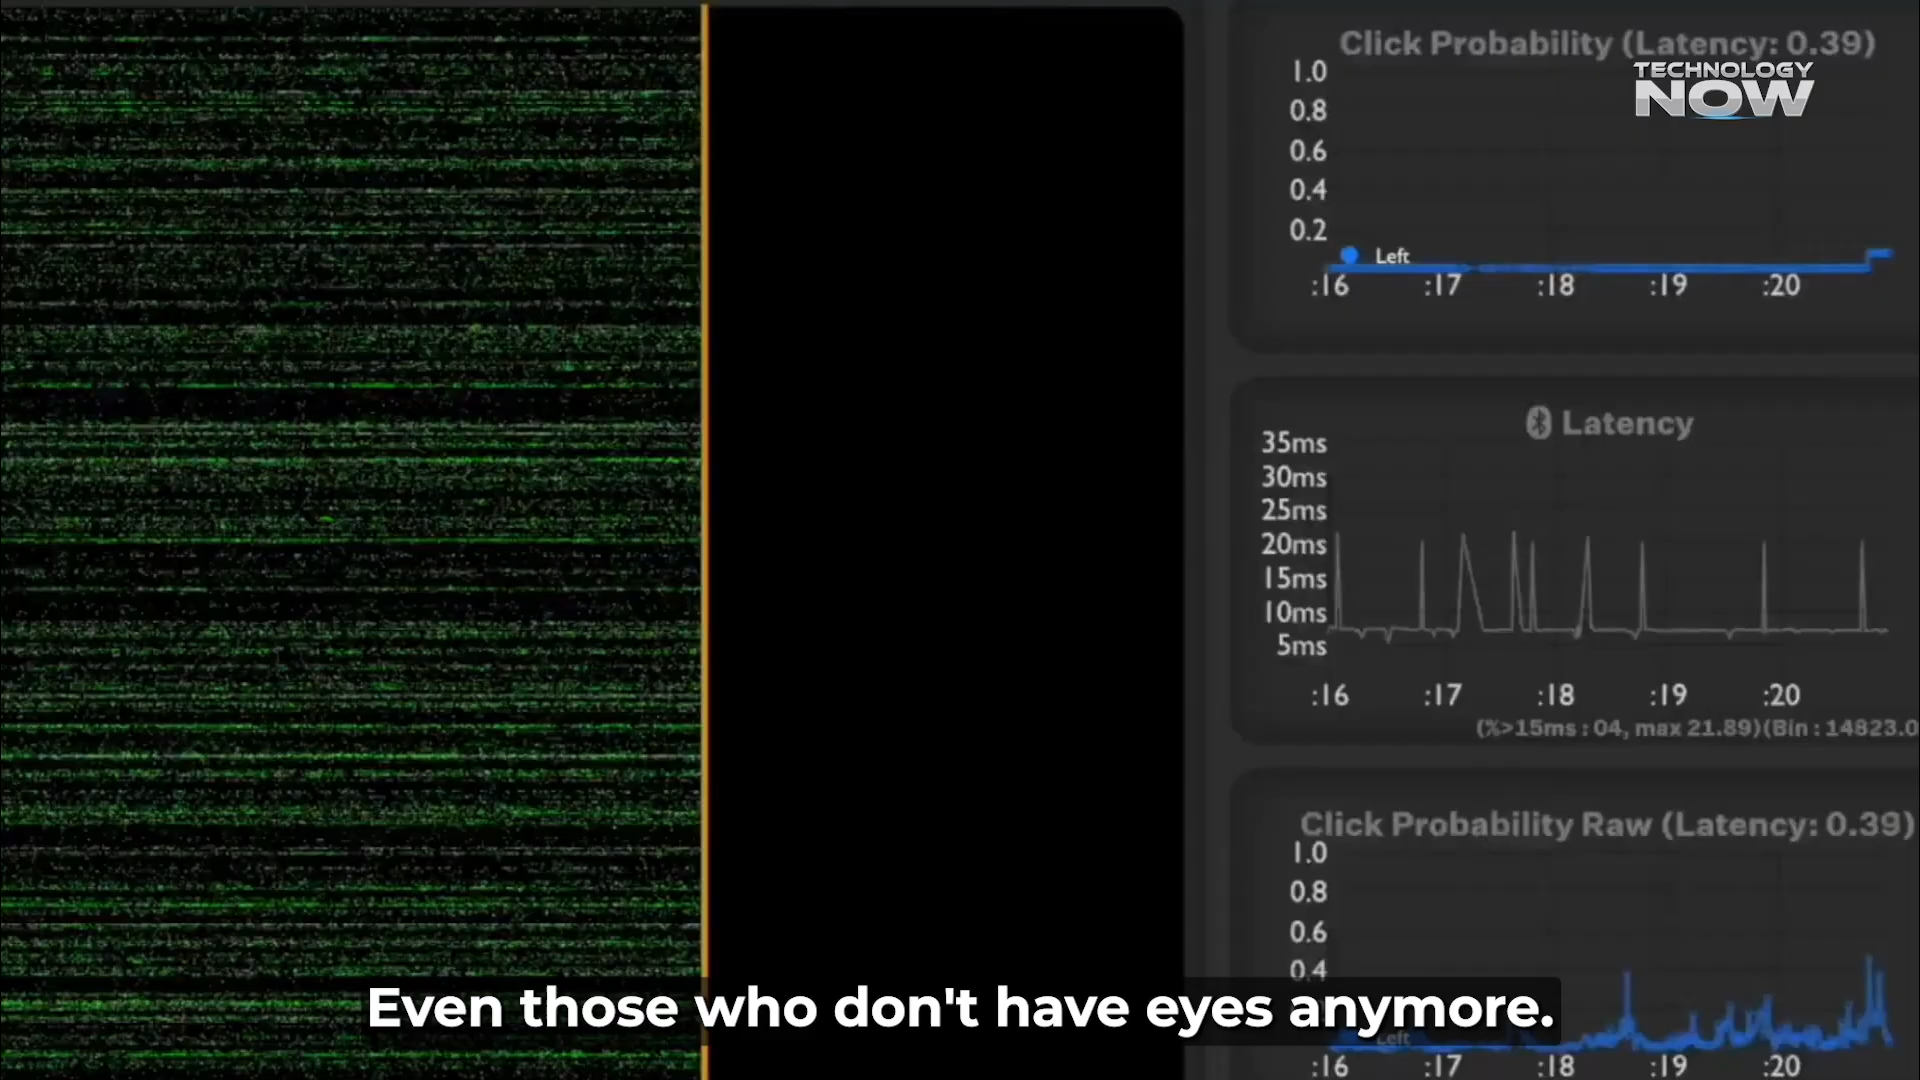 Click Probability (Latency: 0.39)
TECHNOLOGY
NOW
1.0
0.8
0.6
0.4
0.2
Left
:16 :17 :18 :19 :20
Latency
35ms
30ms
25ms
20ms
15ms
10ms
5ms
:16 :17 :18 :19 :20
(%>15ms : 04, max 21.89)(Bin : 14823.0
Click Probability Raw (Latency: 0.39)
1.0
0.8
0.6
0.4
Even those who don't have eyes anymore.
Left
:16 :17 :18 :19 :20